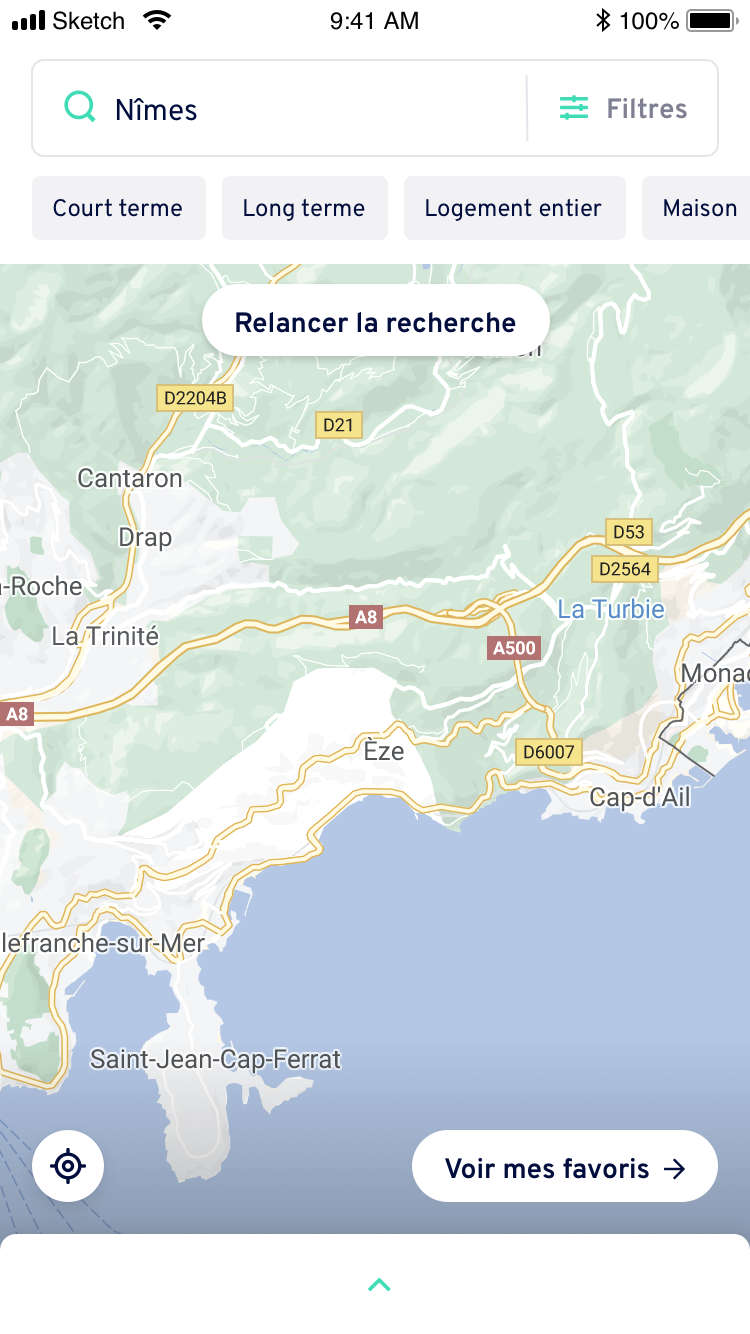 Sketch 9:41 AM 100%
Nîmes Filtres
Court terme Long terme Logement entier Maison
Relancer la recherche
D2204B
D21
Cantaron
D53
Drap
D2564
-Roche
La Turbie
A8
La Trinité
A500
Mona
A8
Èze
D6007
Cap-d'Ail
lefranche-sur-Mer
Saint-Jean-Cap-Ferrat
Voir mes favoris →